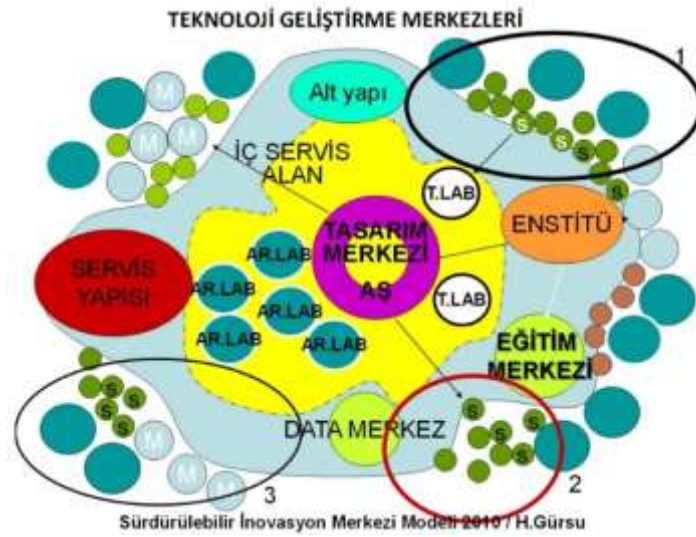 TEKNOLOJİ GELİŞTİRME MERKEZLERİ
1
M
Alt yapı
S
M
M
S
S
İÇ SERVİS
ALAN
S
T.LAB
S
TASARIM
MERKEZİ
AŞ
ENSTİTÜ
SERVİS
YAPISI
AR.LAB
AR.LAB
AR.LAB
AR.LAB
AR.LAB
T.LAB
EĞİTİM
MERKEZİ
S
S
S
S
M
DATA MERKEZ
S
S
S
S
S
M
M
3
2
Sürdürülebilir İnovasyon Merkezi Modeli 2010 / H.Gürsu